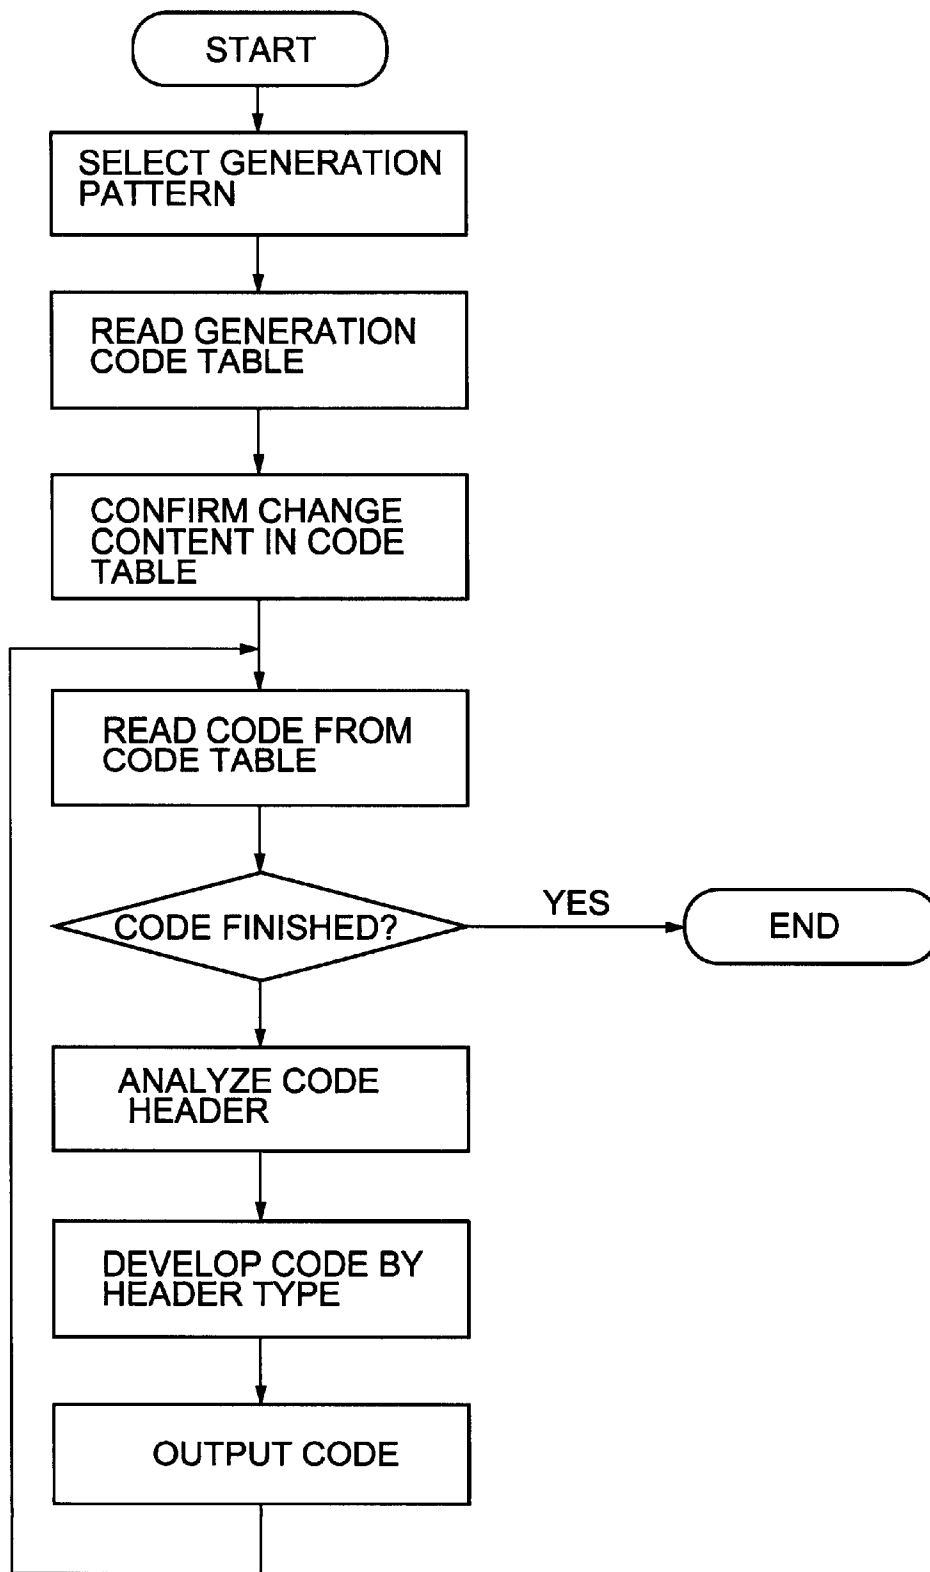 START
SELECT GENERATION
PATTERN
READ GENERATION
CODE TABLE
CONFIRM CHANGE
CONTENT IN CODE
TABLE
READ CODE FROM
CODE TABLE
CODE FINISHED?
YES
END
ANALYZE CODE
HEADER
DEVELOP CODE BY
HEADER TYPE
OUTPUT CODE